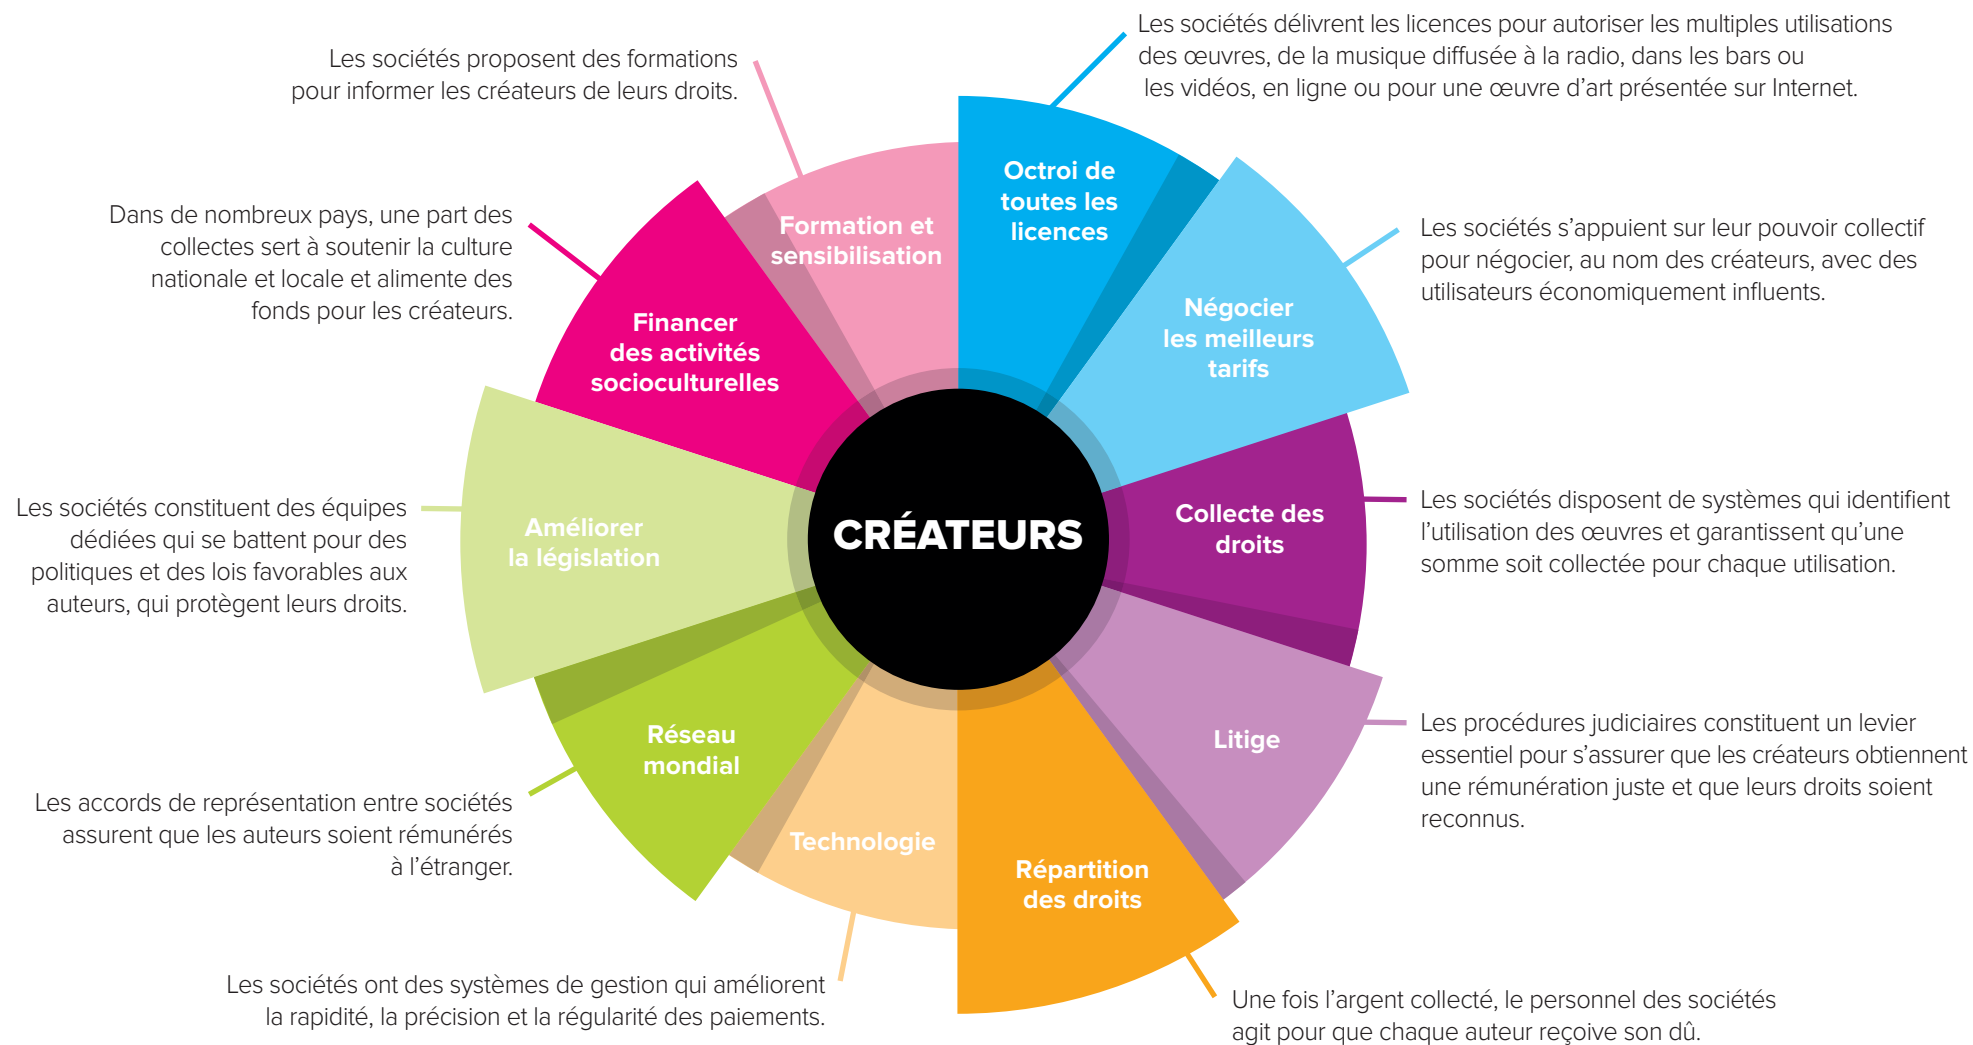 Les sociétés délivrent les licences pour autoriser les multiples utilisations
des œuvres, de la musique diffusée à la radio, dans les bars ou
les vidéos, en ligne ou pour une œuvre d’art présentée sur Internet.
Octroi de
toutes les
licences
Les sociétés s’appuient sur leur pouvoir collectif
pour négocier, au nom des créateurs, avec des
utilisateurs économiquement influents.
Négocier
les meilleurs
tarifs
Les sociétés disposent de systèmes qui identifient
l’utilisation des œuvres et garantissent qu’une
somme soit collectée pour chaque utilisation.
Collecte des
droits
Les procédures judiciaires constituent un levier
essentiel pour s’assurer que les créateurs obtiennent
une rémunération juste et que leurs droits soient
reconnus.
Litige
Une fois l’argent collecté, le personnel des sociétés
agit pour que chaque auteur reçoive son dû.
Répartition
des droits
Les sociétés ont des systèmes de gestion qui améliorent
la rapidité, la précision et la régularité des paiements.
Technologie
Les accords de représentation entre sociétés
assurent que les auteurs soient rémunérés
à l’étranger.
Réseau
mondial
Les sociétés constituent des équipes
dédiées qui se battent pour des
politiques et des lois favorables aux
auteurs, qui protègent leurs droits.
Améliorer
la législation
Dans de nombreux pays, une part des
collectes sert à soutenir la culture
nationale et locale et alimente des
fonds pour les créateurs.
Financer
des activités
socioculturelles
Les sociétés proposent des formations
pour informer les créateurs de leurs droits.
Formation et
sensibilisation
CRÉATEURS